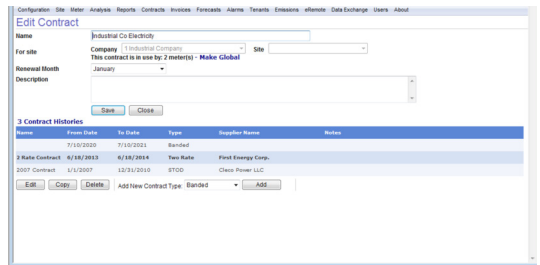 Configuration Site Meter Analysis Reports Contracts Invoices Forecasts Alarms Tenants Emissions eRemote Data Exchange Users About
Edit Contract
Name Industrial Co Electricity
For site Company 1 Industrial Company Site
This contract is in use by: 2 meter(s) - Make Global
Renewal Month January
Description
Save Close
3 Contract Histories
Name From Date To Date Type Supplier Name Notes
7/10/2020 7/10/2021 Banded
2 Rate Contract 6/18/2013 6/18/2014 Two Rate First Energy Corp.
2007 Contract 1/1/2007 12/31/2010 STOD Cleco Power LLC
Edit Copy Delete Add New Contract Type: Banded Add